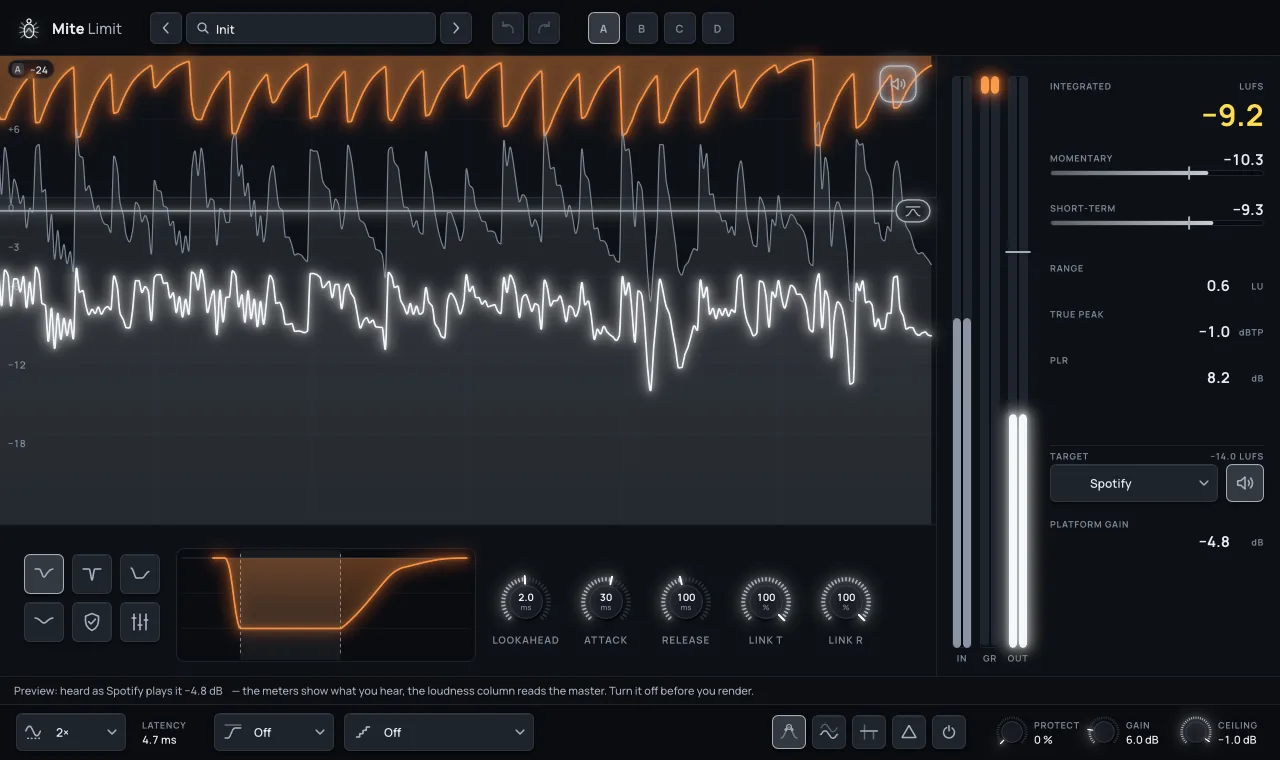 Mite Limit
Init
A B C D
A −24
+6
−3
−12
−18
IN GR OUT
INTEGRATED LUFS
−9.2
MOMENTARY −10.3
SHORT-TERM −9.3
RANGE
0.6 LU
TRUE PEAK
−1.0 dBTP
PLR
8.2 dB
TARGET −14.0 LUFS
Spotify
PLATFORM GAIN
−4.8 dB
2.0 ms
LOOKAHEAD
30 ms
ATTACK
100 ms
RELEASE
100 %
LINK T
100 %
LINK R
Preview: heard as Spotify plays it −4.8 dB — the meters show what you hear, the loudness column reads the master. Turn it off before you render.
2×
LATENCY
4.7 ms
Off
Off
PROTECT
0 %
GAIN
6.0 dB
CEILING
−1.0 dB